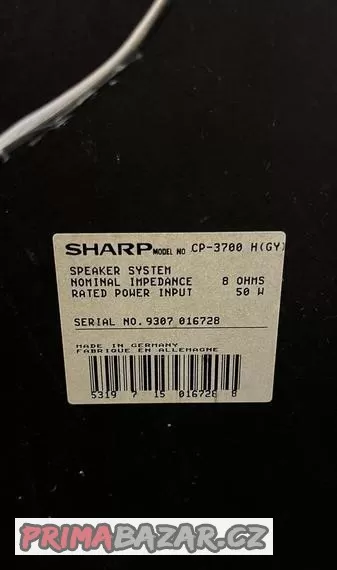 SHARP MODEL NO. CP-3700 H(GY)
SPEAKER SYSTEM
NOMINAL IMPEDANCE 8 OHMS
RATED POWER INPUT 50 W
SERIAL NO. 9307 016728
MADE IN GERMANY
FABRIQUE EN ALLEMAGNE
5319 7 15 016728 8
PRIMABAZAR.CZ